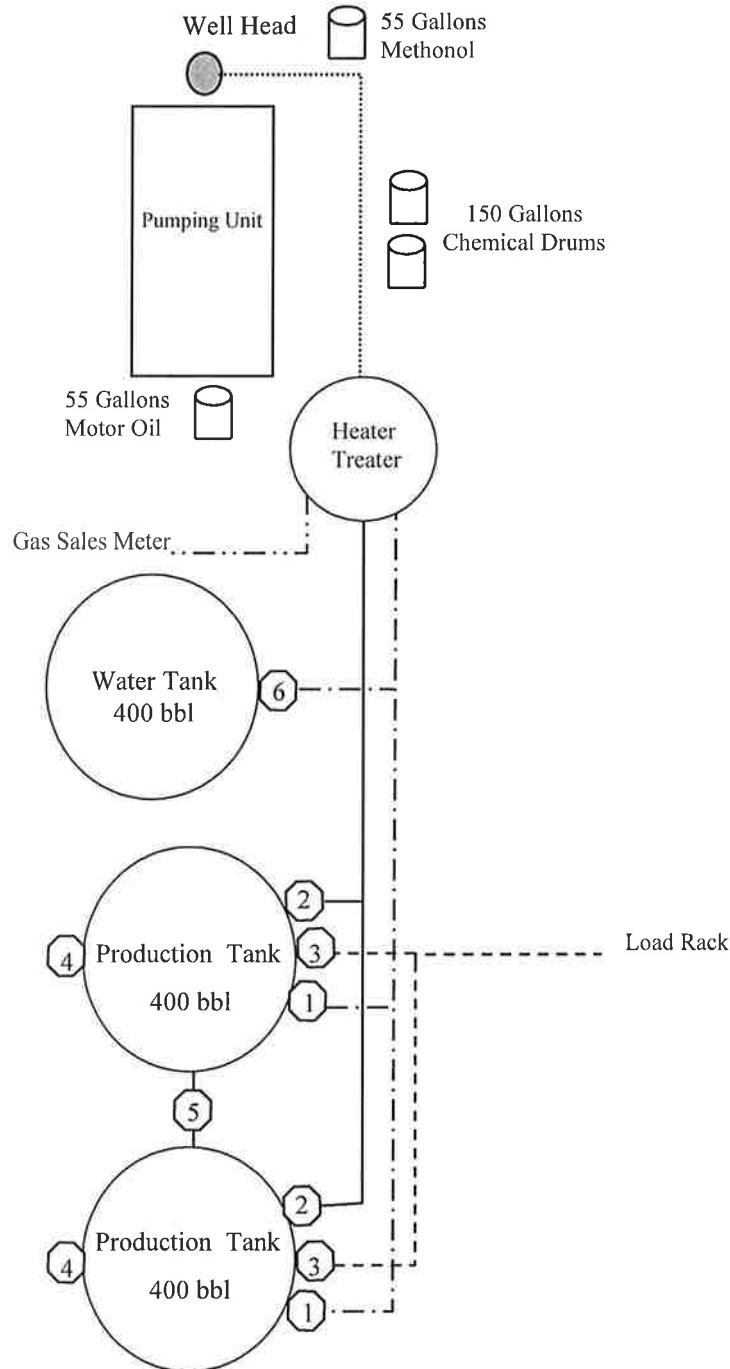 Well Head
55 Gallons
Methonol
Pumping Unit
150 Gallons
Chemical Drums
55 Gallons
Motor Oil
Heater
Treater
Gas Sales Meter
Water Tank
400 bbl
6
2
4
Production Tank
400 bbl
3
1
Load Rack
5
2
4
Production Tank
400 bbl
3
1